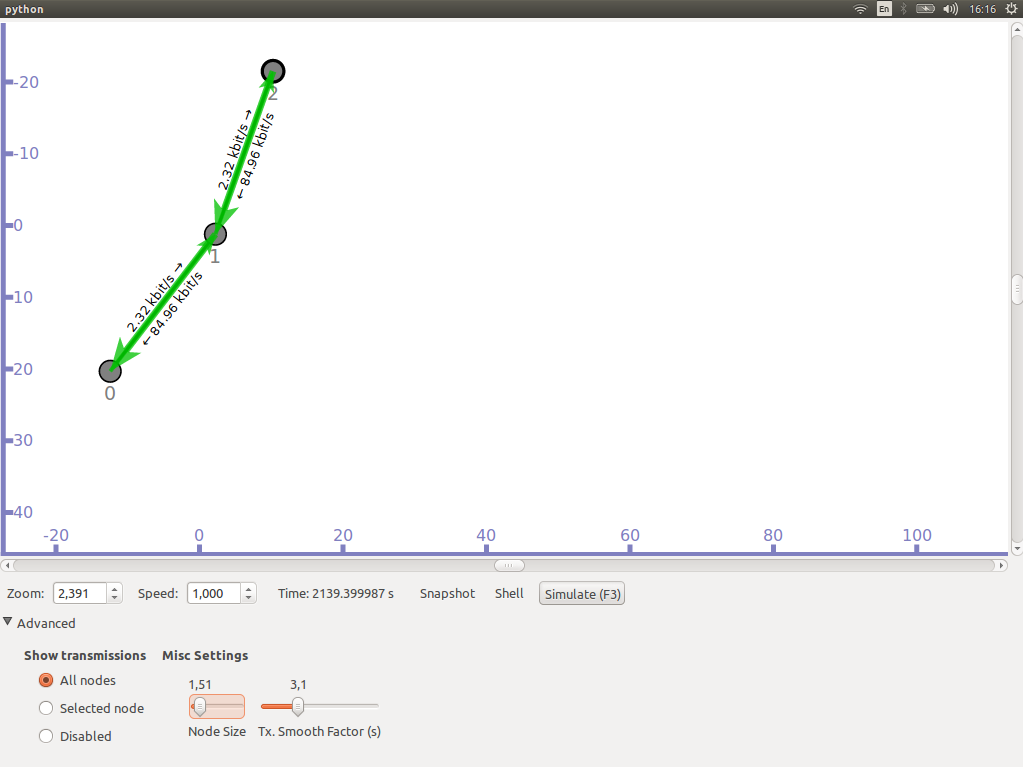 python
En
16:16
-20
-10
0
10
20
30
40
2
2.32 kbit/s →
← 84.96 kbit/s
1
2.32 kbit/s →
← 84.96 kbit/s
0
-20 0 20 40 60 80 100
Zoom: 2,391 Speed: 1,000 Time: 2139.399987 s Snapshot Shell Simulate (F3)
Advanced
Show transmissions Misc Settings
All nodes 1,51 3,1
Selected node
Disabled Node Size Tx. Smooth Factor (s)